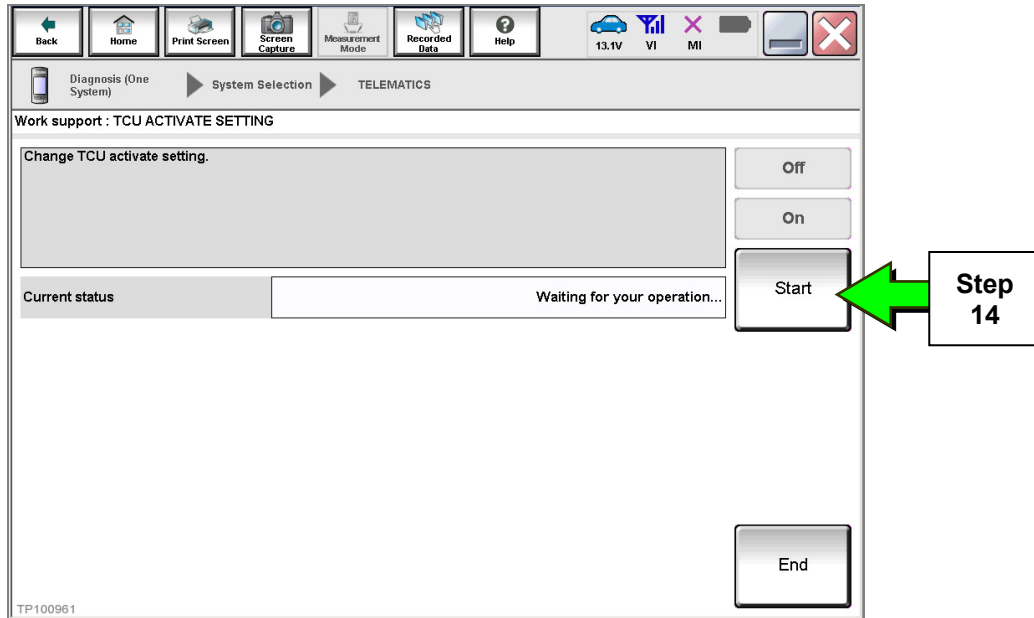 Back
Home
Print Screen
Screen
Capture
Measurement
Mode
Recorded
Data
Help
13.1V
VI
MI
Diagnosis (One
System)
System Selection
TELEMATICS
Work support : TCU ACTIVATE SETTING
Change TCU activate setting.
Off
On
Current status
Waiting for your operation...
Start
Step
14
End
TP100961